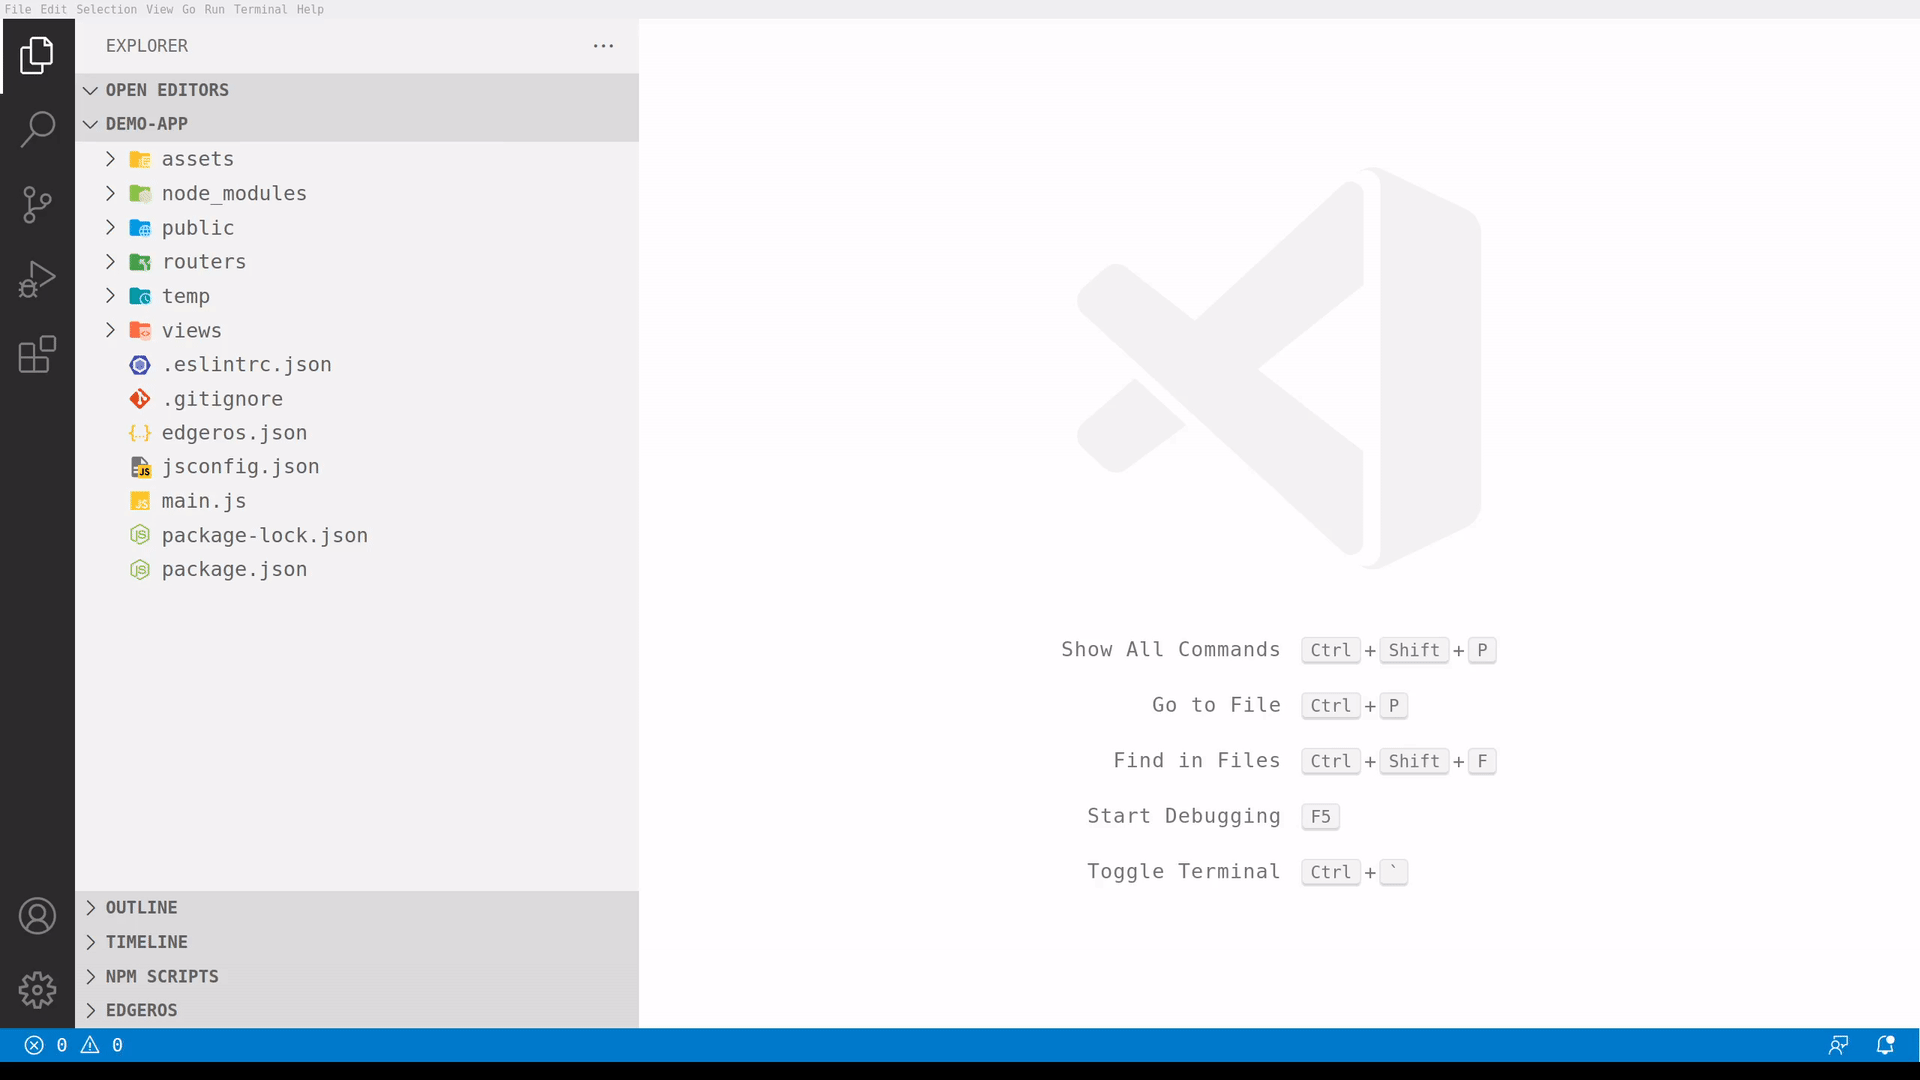 File Edit Selection View Go Run Terminal Help
EXPLORER
OPEN EDITORS
DEMO-APP
assets
node_modules
public
routers
temp
views
.eslintrc.json
.gitignore
edgeros.json
jsconfig.json
main.js
package-lock.json
package.json
OUTLINE
TIMELINE
NPM SCRIPTS
EDGEROS
Show All Commands Ctrl + Shift + P
Go to File Ctrl + P
Find in Files Ctrl + Shift + F
Start Debugging F5
Toggle Terminal Ctrl + `
0 0